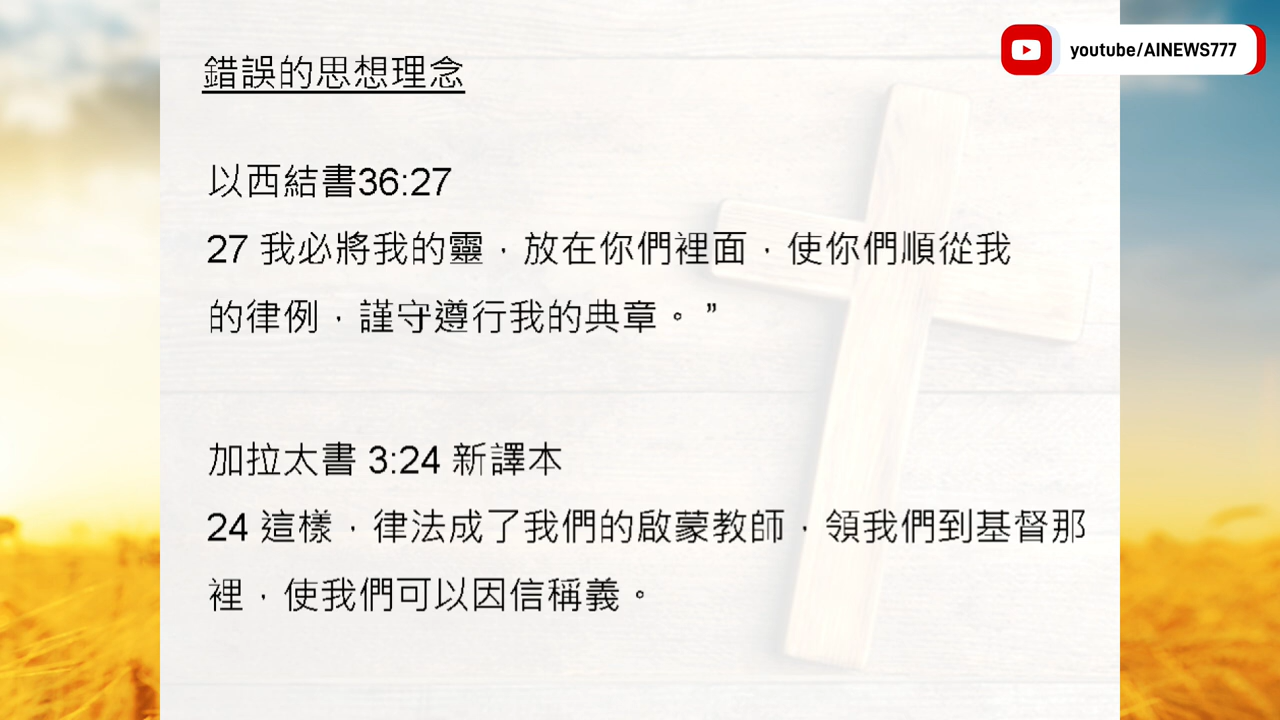 youtube/AINEWS777
錯誤的思想理念
以西結書36:27
27 我必將我的靈，放在你們裡面，使你們順從我
的律例，謹守遵行我的典章。”
加拉太書 3:24 新譯本
24 這樣，律法成了我們的啟蒙教師，領我們到基督那
裡，使我們可以因信稱義。